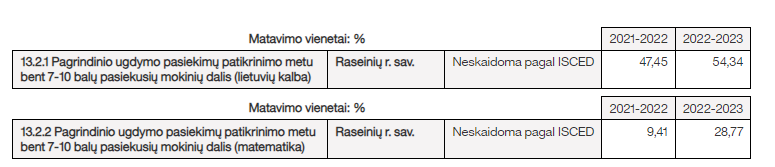 Matavimo vienetai: % 2021-2022 2022-2023
13.2.1 Pagrindinio ugdymo pasiekimų patikrinimo metu Raseinių r. sav. Neskaidoma pagal ISCED 47,45 54,34
bent 7-10 balų pasiekusių mokinių dalis (lietuvių kalba)
Matavimo vienetai: % 2021-2022 2022-2023
13.2.2 Pagrindinio ugdymo pasiekimų patikrinimo metu Raseinių r. sav. Neskaidoma pagal ISCED 9,41 28,77
bent 7-10 balų pasiekusių mokinių dalis (matematika)